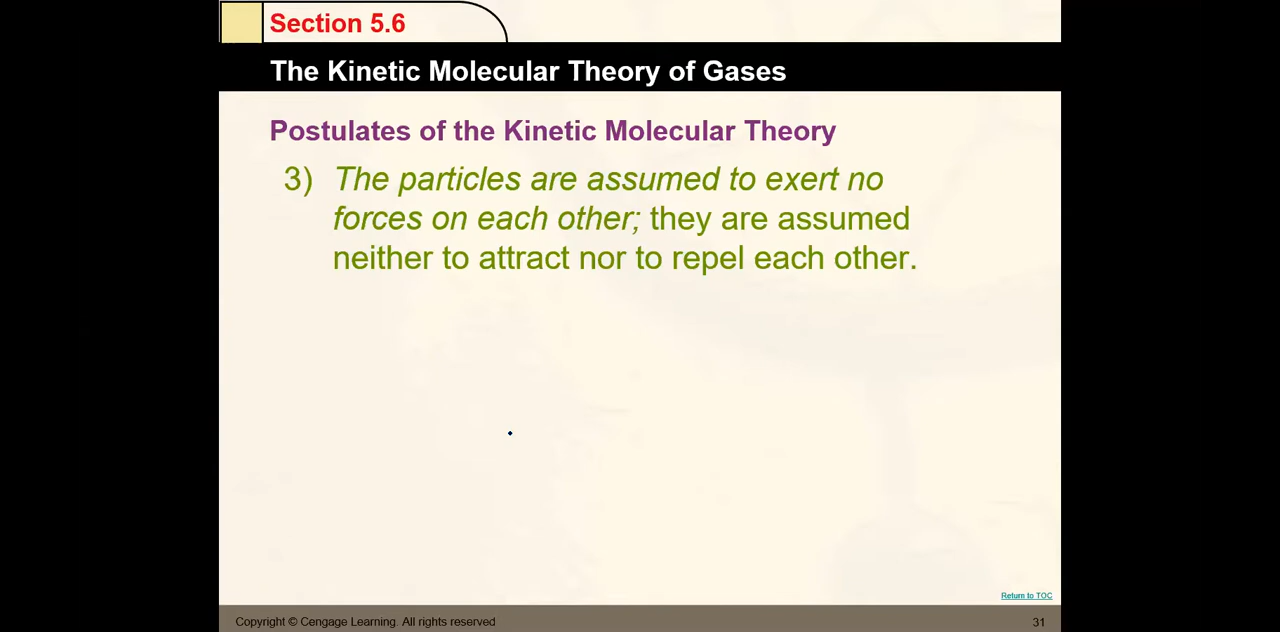 Section 5.6
The Kinetic Molecular Theory of Gases
Postulates of the Kinetic Molecular Theory
3) The particles are assumed to exert no
forces on each other; they are assumed
neither to attract nor to repel each other.
Return to TOC
Copyright © Cengage Learning. All rights reserved
31